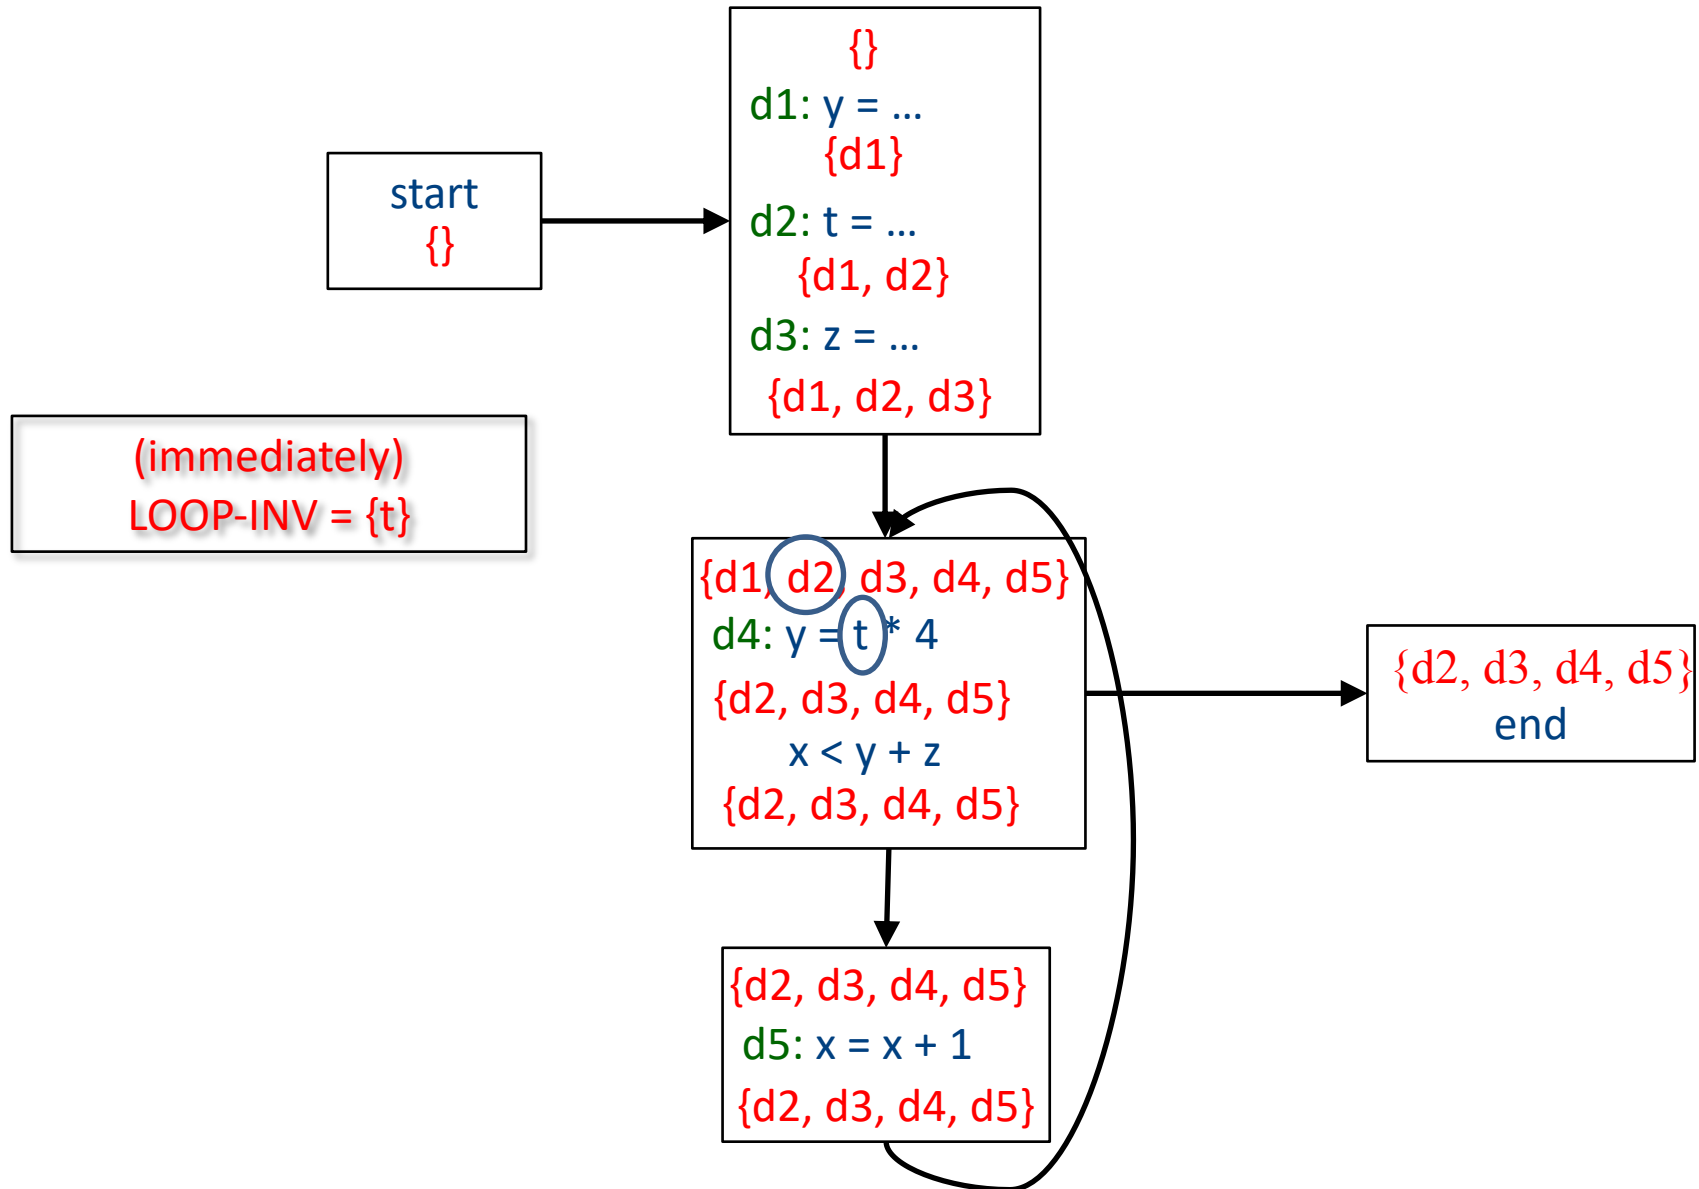 start
{}
{}
d1: y = ...
{d1}
d2: t = ...
{d1, d2}
d3: z = ...
{d1, d2, d3}
(immediately)
LOOP-INV = {t}
{d1, d2, d3, d4, d5}
d4: y = t * 4
{d2, d3, d4, d5}
x < y + z
{d2, d3, d4, d5}
{d2, d3, d4, d5}
end
{d2, d3, d4, d5}
d5: x = x + 1
{d2, d3, d4, d5}